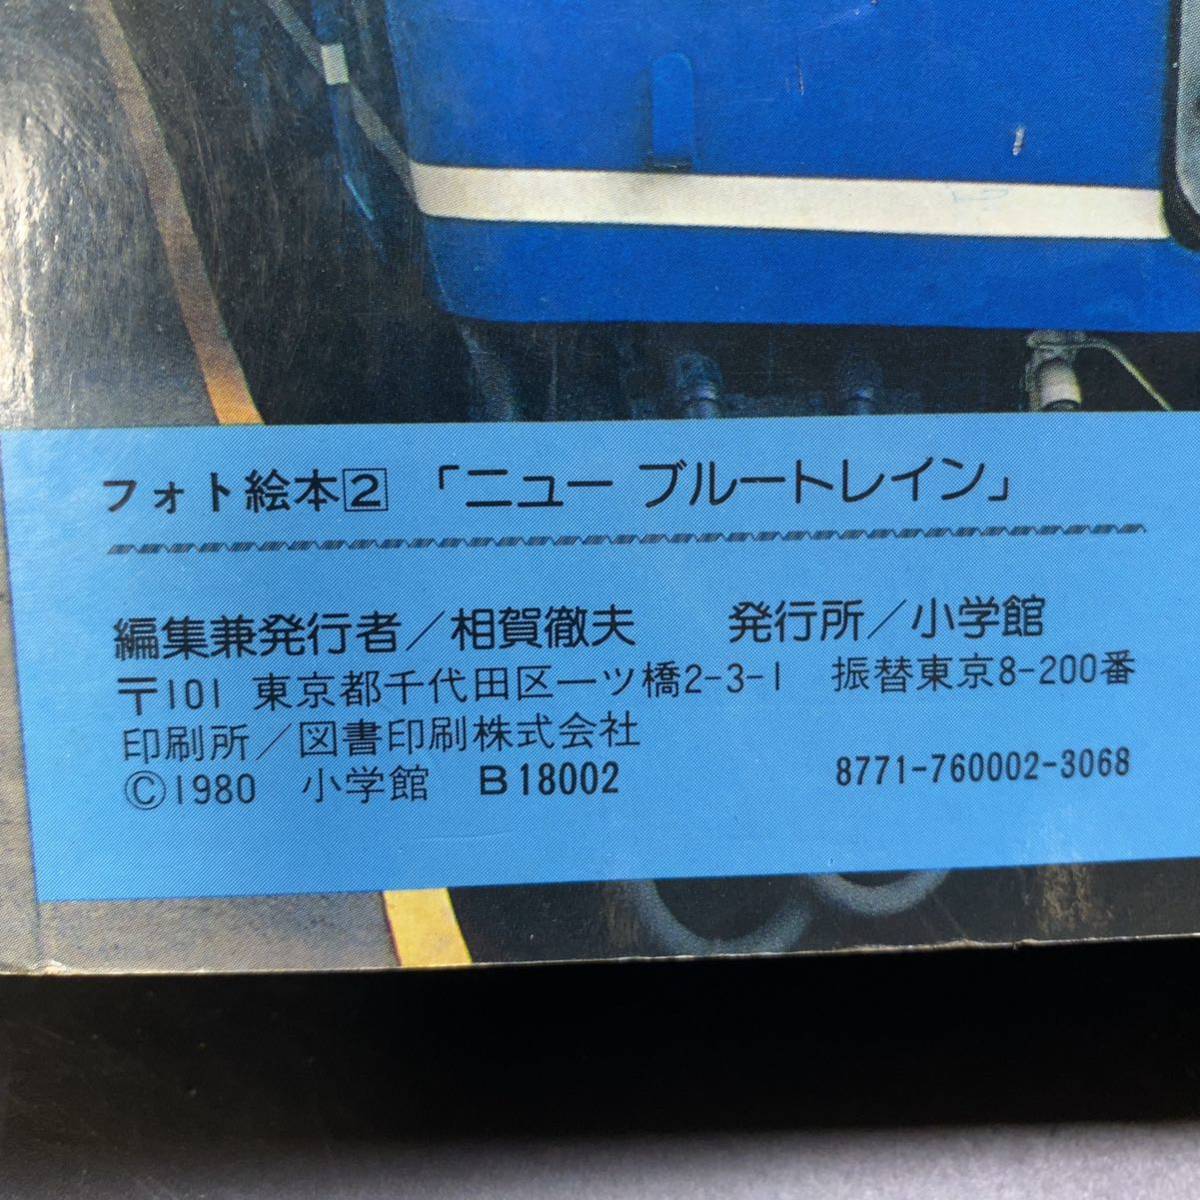 フォト絵本2 「ニュー ブルートレイン」
編集兼発行者／相賀徹夫　発行所／小学館
〒101 東京都千代田区一ツ橋2-3-1　振替東京8-200番
印刷所／図書印刷株式会社
©1980 小学館 B18002　8771-760002-3068